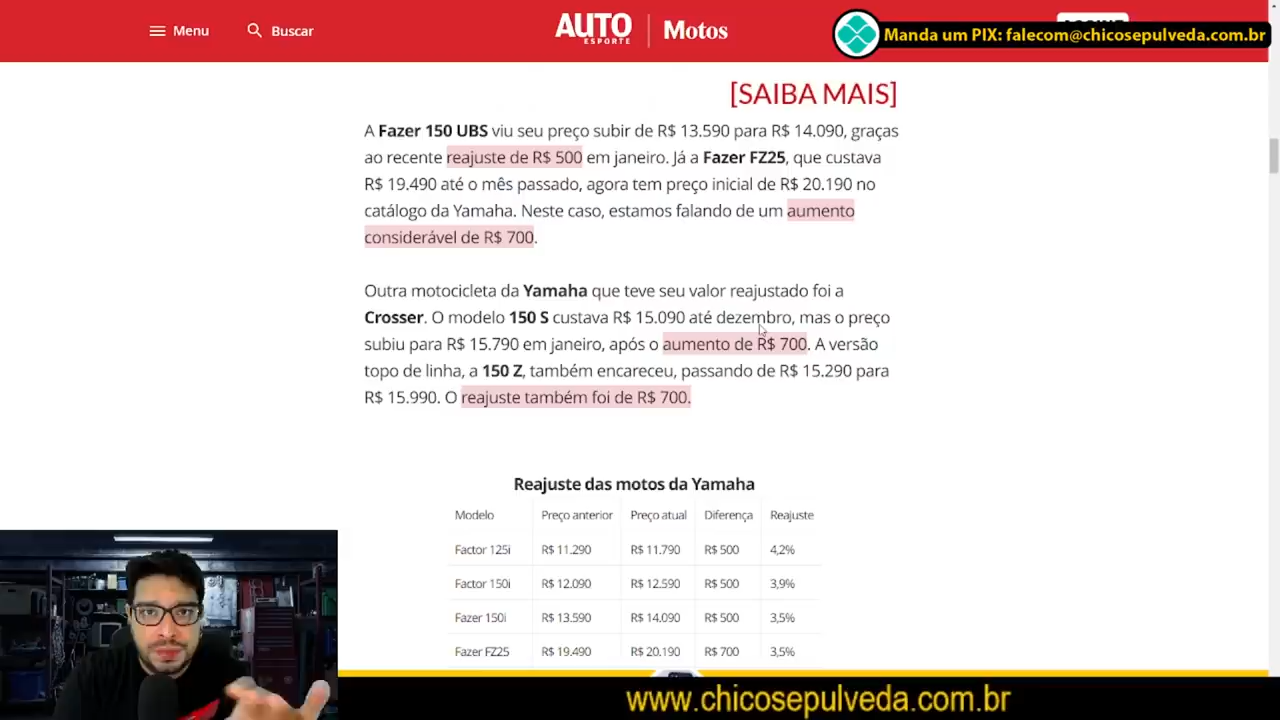 Menu
Buscar
AUTO
ESPORTE
Motos
Manda um PIX: falecom@chicosepulveda.com.br
[SAIBA MAIS]
A Fazer 150 UBS viu seu preço subir de R$ 13.590 para R$ 14.090, graças
ao recente reajuste de R$ 500 em janeiro. Já a Fazer FZ25, que custava
R$ 19.490 até o mês passado, agora tem preço inicial de R$ 20.190 no
catálogo da Yamaha. Neste caso, estamos falando de um aumento
considerável de R$ 700.
Outra motocicleta da Yamaha que teve seu valor reajustado foi a
Crosser. O modelo 150 S custava R$ 15.090 até dezembro, mas o preço
subiu para R$ 15.790 em janeiro, após o aumento de R$ 700. A versão
topo de linha, a 150 Z, também encareceu, passando de R$ 15.290 para
R$ 15.990. O reajuste também foi de R$ 700.
Reajuste das motos da Yamaha
Modelo Preço anterior Preço atual Diferença Reajuste
Factor 125i R$ 11.290 R$ 11.790 R$ 500 4,2%
Factor 150i R$ 12.090 R$ 12.590 R$ 500 3,9%
Fazer 150i R$ 13.590 R$ 14.090 R$ 500 3,5%
Fazer FZ25 R$ 19.490 R$ 20.190 R$ 700 3,5%
www.chicosepulveda.com.br